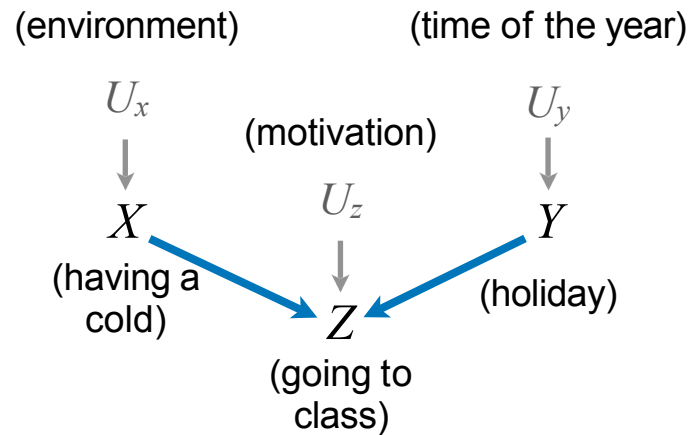 (environment)
(time of the year)
Ux
Uy
(motivation)
Uz
X
Y
(having a
cold)
(holiday)
Z
(going to
class)